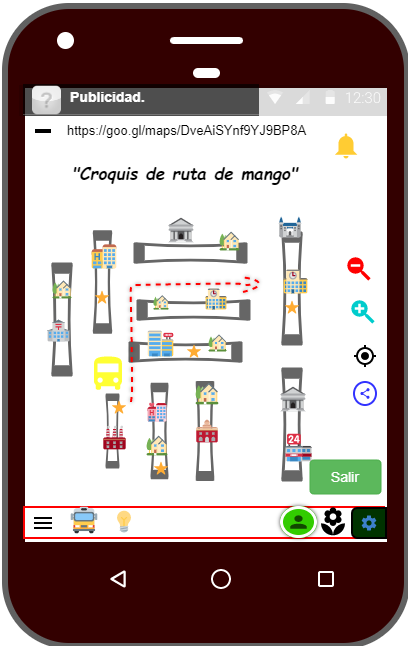 Publicidad.
12:30
https://goo.gl/maps/DveAiSYnf9YJ9BP8A
"Croquis de ruta de mango"
H
24
Salir